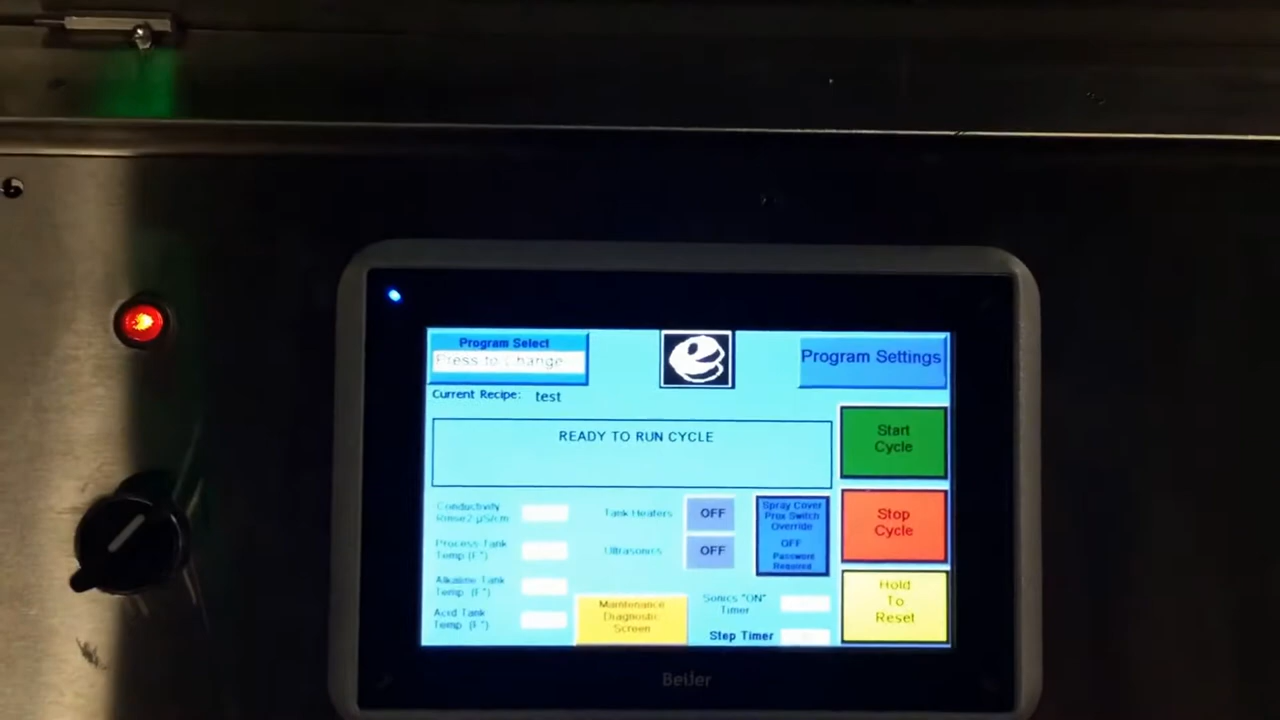 Program Select
Press to Change
Program Settings
Current Recipe: test
READY TO RUN CYCLE
Start
Cycle
Stop
Cycle
Hold
To
Reset
Conductivity
Rinse2 µS/cm
Process Tank
Temp (F°)
Alkaline Tank
Temp (F°)
Acid Tank
Temp (F°)
Tank Heaters
OFF
Ultrasonics
OFF
Spray Cover
Prox Switch
Override
OFF
Password
Required
Maintenance
Diagnostic
Screen
Sonics "ON"
Timer
Step Timer
Beijer